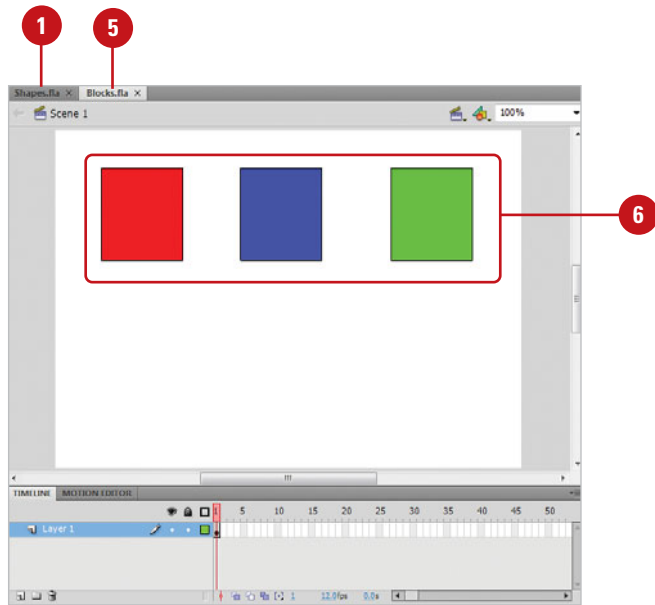 1
5
Shapes.fla × Blocks.fla ×
Scene 1
100%
6
TIMELINE MOTION EDITOR
1 5 10 15 20 25 30 35 40 45 50
Layer 1
1 12.0fps 0.0s